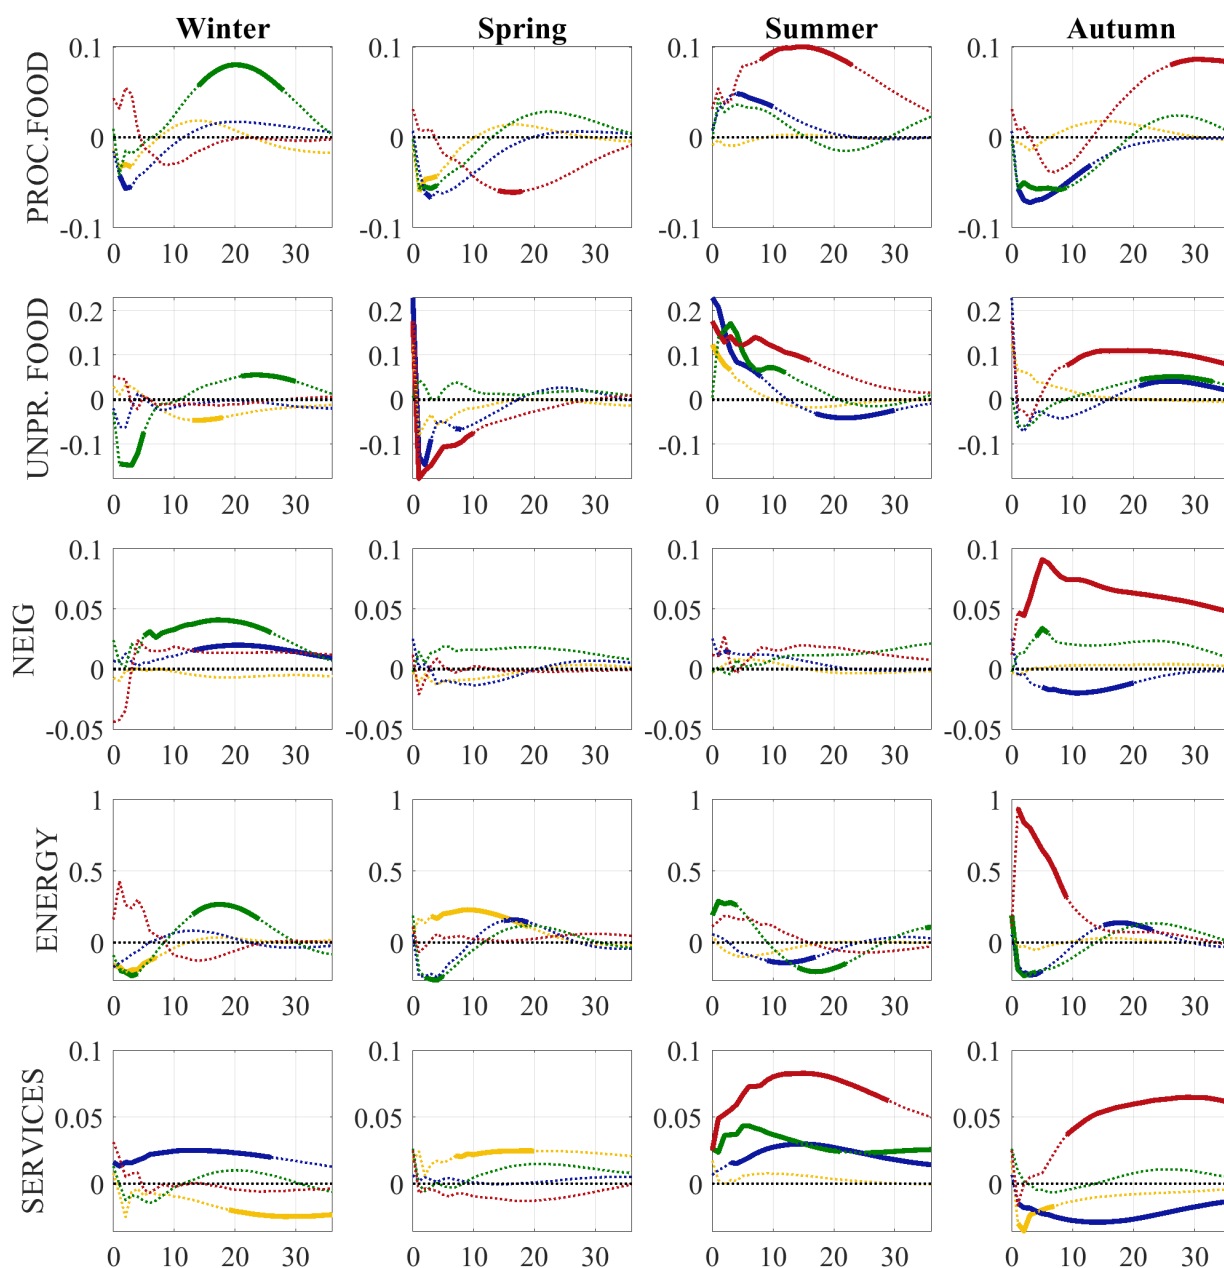 Winter Spring Summer Autumn
PROC.FOOD
0.1 0.1 0.1 0.1
0 0 0 0
-0.1 -0.1 -0.1 -0.1
0 10 20 30 0 10 20 30 0 10 20 30 0 10 20 30
UNPR. FOOD
0.2 0.2 0.2 0.2
0.1 0.1 0.1 0.1
0 0 0 0
-0.1 -0.1 -0.1 -0.1
0 10 20 30 0 10 20 30 0 10 20 30 0 10 20 30
NEIG
0.1 0.1 0.1 0.1
0.05 0.05 0.05 0.05
0 0 0 0
-0.05 -0.05 -0.05 -0.05
0 10 20 30 0 10 20 30 0 10 20 30 0 10 20 30
ENERGY
1 1 1 1
0.5 0.5 0.5 0.5
0 0 0 0
0 10 20 30 0 10 20 30 0 10 20 30 0 10 20 30
SERVICES
0.1 0.1 0.1 0.1
0.05 0.05 0.05 0.05
0 0 0 0
0 10 20 30 0 10 20 30 0 10 20 30 0 10 20 30